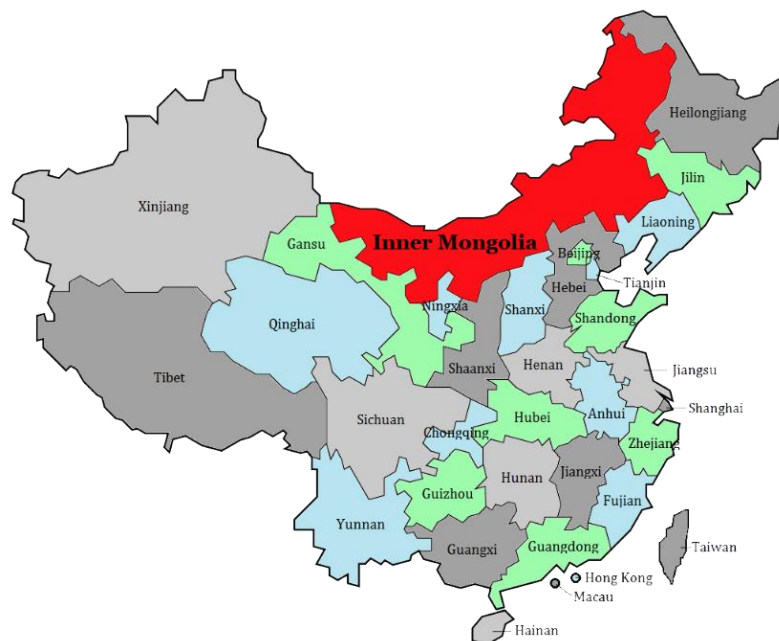 Heilongjiang
Jilin
Xinjiang
Liaoning
Inner Mongolia
Gansu
Beijing
Tianjin
Hebei
Ningxia
Shanxi
Shandong
Qinghai
Tibet
Shaanxi
Henan
Jiangsu
Sichuan
Shanghai
Anhui
Hubei
Chongqing
Zhejiang
Hunan
Jiangxi
Guizhou
Fujian
Yunnan
Guangxi
Guangdong
Taiwan
Hong Kong
Macau
Hainan